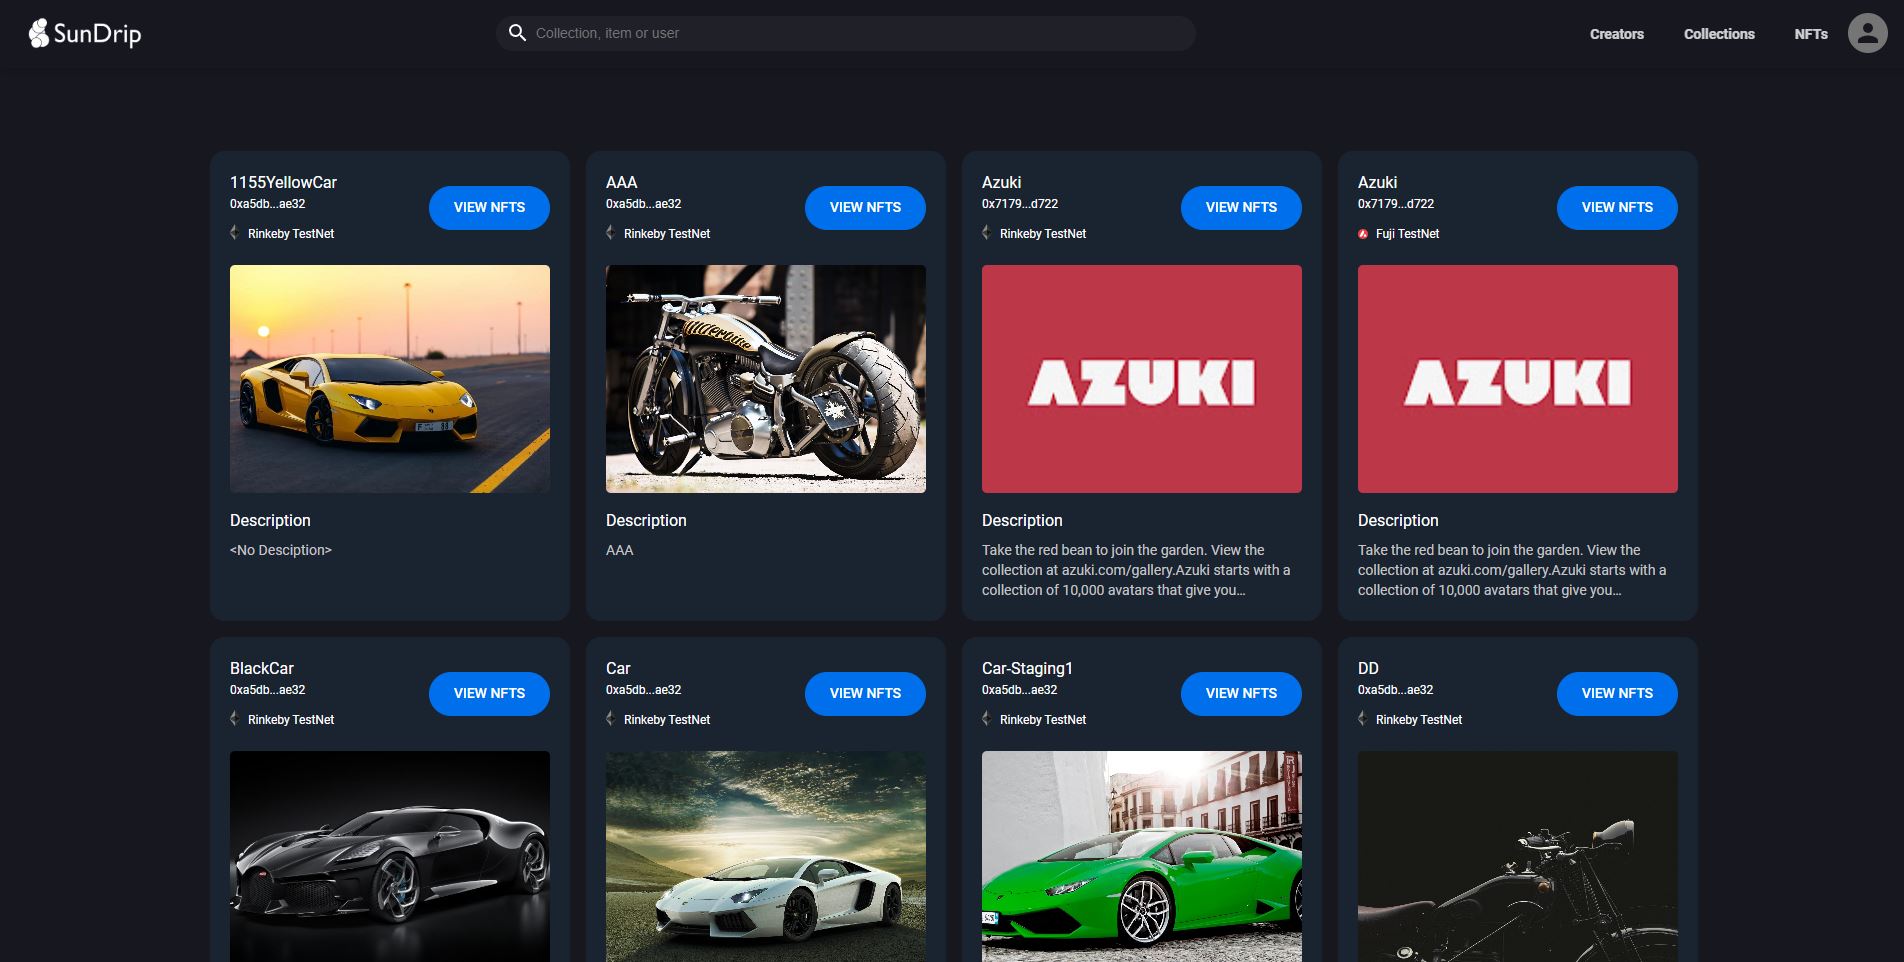 SunDrip
Collection, item or user
Creators
Collections
NFTs
1155YellowCar
0xa5db...ae32
Rinkeby TestNet
VIEW NFTS
Description
<No Desciption>
AAA
0xa5db...ae32
Rinkeby TestNet
VIEW NFTS
Description
AAA
Azuki
0x7179...d722
Rinkeby TestNet
VIEW NFTS
AZUKI
Description
Take the red bean to join the garden. View the
collection at azuki.com/gallery.Azuki starts with a
collection of 10,000 avatars that give you...
Azuki
0x7179...d722
Fuji TestNet
VIEW NFTS
AZUKI
Description
Take the red bean to join the garden. View the
collection at azuki.com/gallery.Azuki starts with a
collection of 10,000 avatars that give you...
BlackCar
0xa5db...ae32
Rinkeby TestNet
VIEW NFTS
Car
0xa5db...ae32
Rinkeby TestNet
VIEW NFTS
Car-Staging1
0xa5db...ae32
Rinkeby TestNet
VIEW NFTS
DD
0xa5db...ae32
Rinkeby TestNet
VIEW NFTS